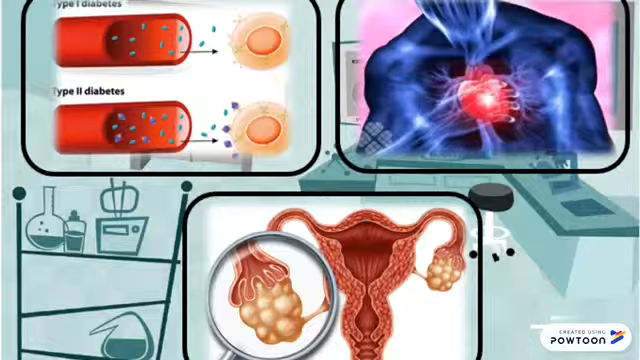 Type I diabetes
Type II diabetes
CREATED USING
POWTOON